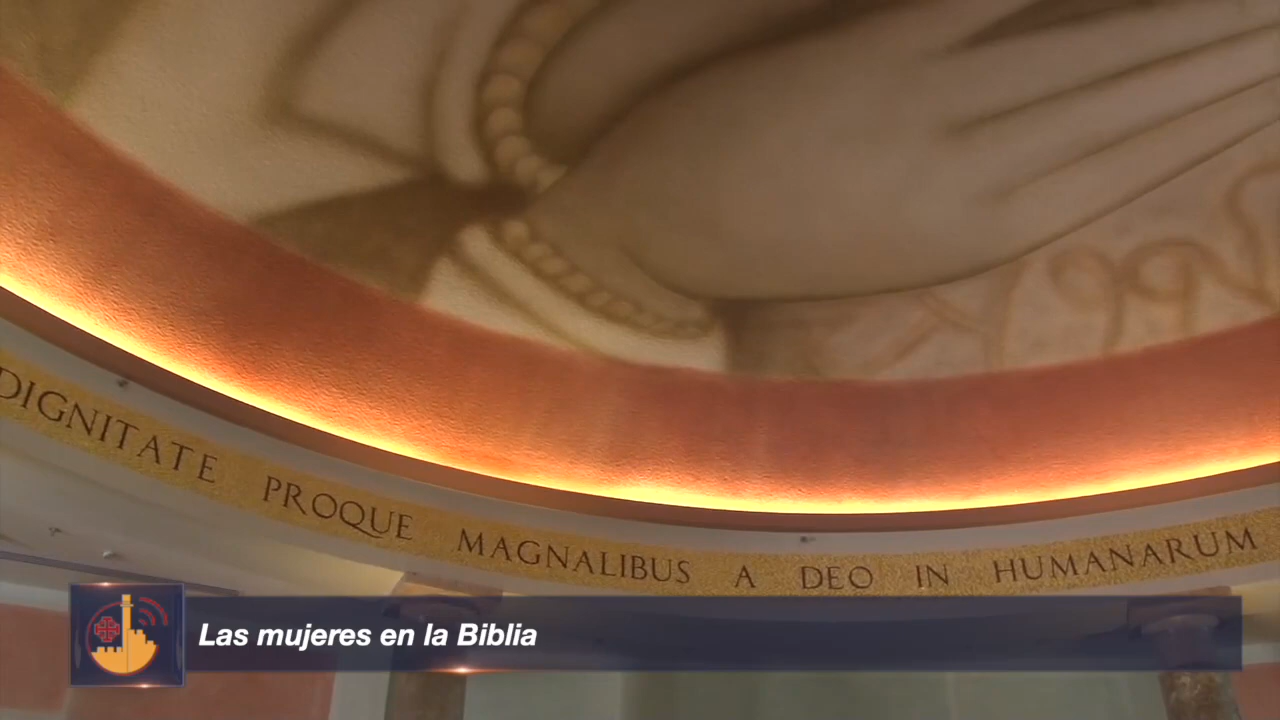 DIGNITATE PROQUE MAGNALIBUS A DEO IN HUMANARUM
Las mujeres en la Biblia